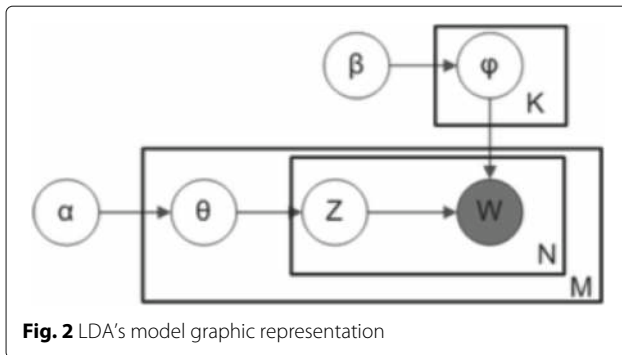 β
φ
K
α
θ
Z
W
N
M
Fig. 2 LDA's model graphic representation